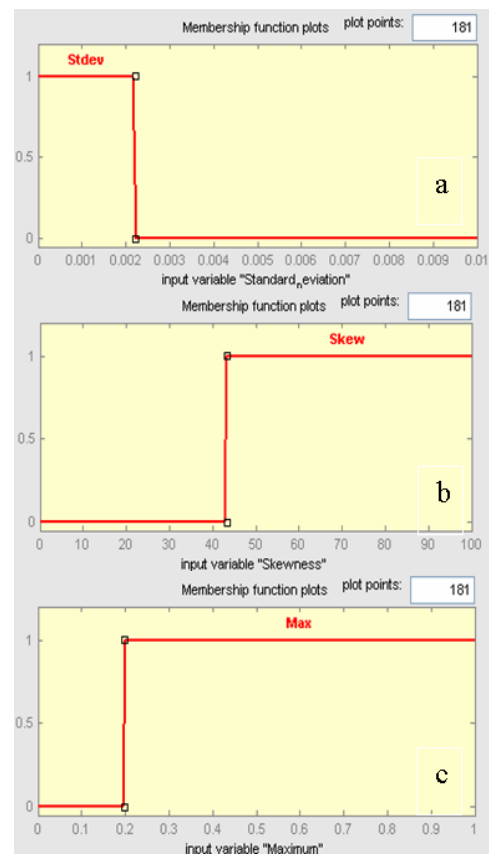 Membership function plots plot points: 181
Stdev
1
0.5
a
0
0 0.001 0.002 0.003 0.004 0.005 0.006 0.007 0.008 0.009 0.01
input variable "Standard_neviation"
Membership function plots plot points: 181
Skew
1
0.5
b
0
0 10 20 30 40 50 60 70 80 90 100
input variable "Skewness"
Membership function plots plot points: 181
Max
1
0.5
c
0
0 0.1 0.2 0.3 0.4 0.5 0.6 0.7 0.8 0.9 1
input variable "Maximum"